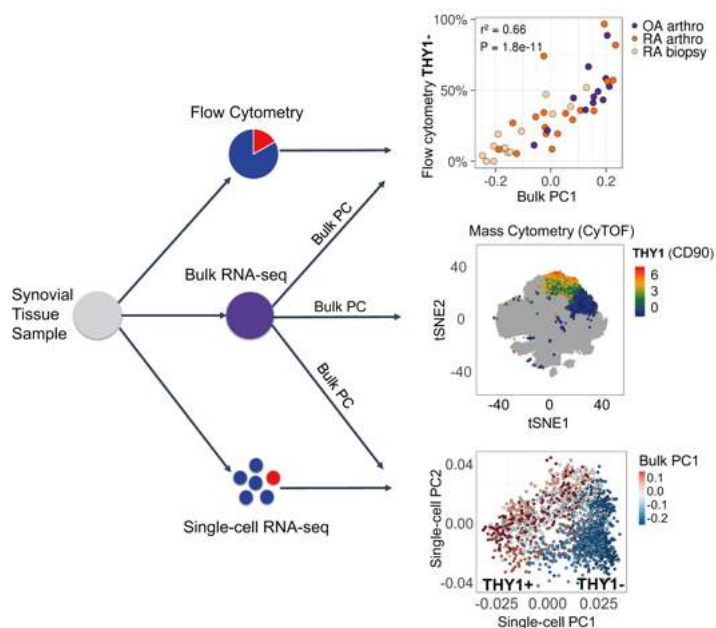 Flow Cytometry
Bulk RNA-seq
Synovial
Tissue
Sample
Single-cell RNA-seq
Bulk PC
Bulk PC
Bulk PC
r² = 0.66
P = 1.8e-11
OA arthro
RA arthro
RA biopsy
Flow cytometry THY1-
100%
50%
0%
-0.2
0.0
0.2
Bulk PC1
Mass Cytometry (CyTOF)
THY1 (CD90)
6
3
0
tSNE2
40
20
0
-40
-40
0
40
tSNE1
Bulk PC1
0.1
0.0
-0.1
-0.2
Single-cell PC2
0.04
0.00
-0.04
THY1+
THY1-
-0.025
0.000
0.025
Single-cell PC1